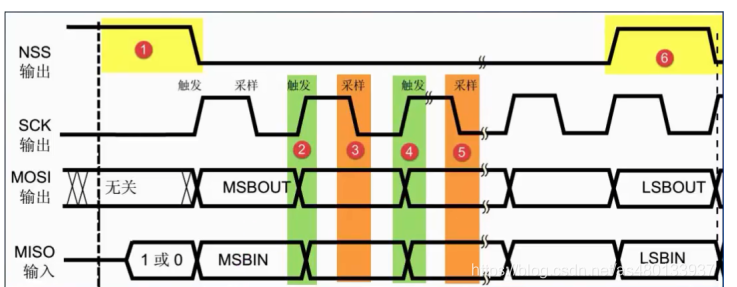 NSS
输出
1
6
触发 采样 触发 采样 触发 采样
SCK
输出
2 3 4 5
MOSI
输出
无关 MSBOUT LSBOUT
MISO
输入
1 或 0 MSBIN LSBIN
https://blog.csdn.net/as480133937